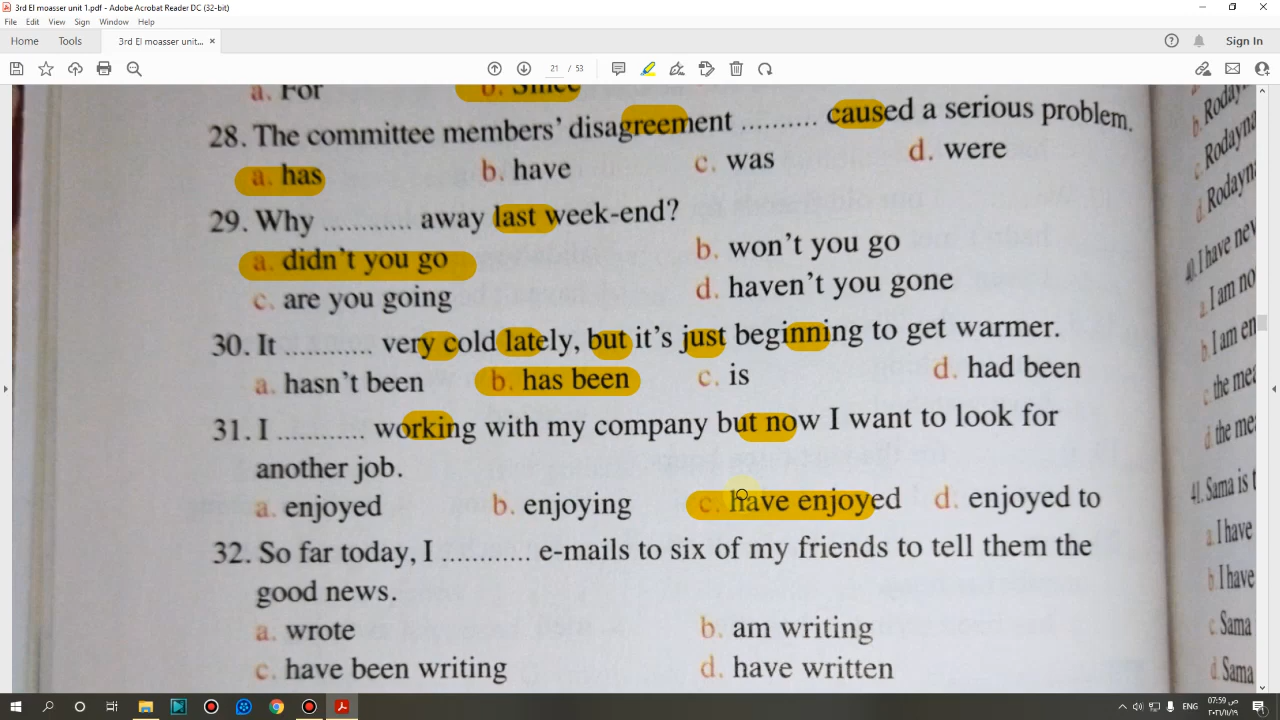 3rd El moasser unit 1.pdf - Adobe Acrobat Reader DC (32-bit)
File Edit View Sign Window Help
Home Tools 3rd El moasser unit... × Sign In
21 / 53
a. For b. Since
28. The committee members' disagreement .......... caused a serious problem.
a. has b. have c. was d. were
29. Why ............ away last week-end?
a. didn't you go b. won't you go
c. are you going d. haven't you gone
30. It ............ very cold lately, but it's just beginning to get warmer.
a. hasn't been b. has been c. is d. had been
31. I ............ working with my company but now I want to look for
another job.
a. enjoyed b. enjoying c. have enjoyed d. enjoyed to
32. So far today, I ............ e-mails to six of my friends to tell them the
good news.
a. wrote b. am writing
c. have been writing d. have written
b. Roday
c. Rodayna
d. Rodayna
40. I have nev
a. I am no
b. I am en
c. the mea
d. the me
41. Sama is t
a. I have
b. I have
c. Sama
d. Sama
ENG 07:59 ص